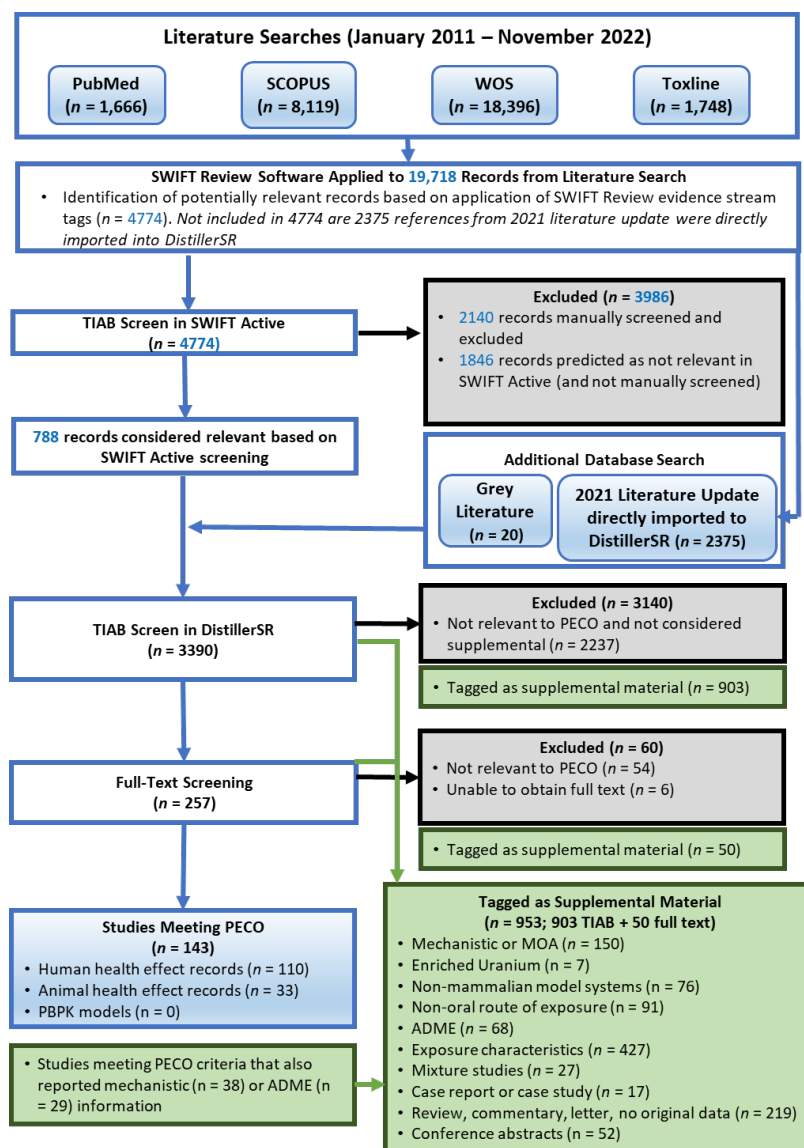 Literature Searches (January 2011 – November 2022)
PubMed
(n = 1,666)
SCOPUS
(n = 8,119)
WOS
(n = 18,396)
Toxline
(n = 1,748)
SWIFT Review Software Applied to 19,718 Records from Literature Search
• Identification of potentially relevant records based on application of SWIFT Review evidence stream
tags (n = 4774). Not included in 4774 are 2375 references from 2021 literature update were directly
imported into DistillerSR
TIAB Screen in SWIFT Active
(n = 4774)
Excluded (n = 3986)
• 2140 records manually screened and
excluded
• 1846 records predicted as not relevant in
SWIFT Active (and not manually screened)
788 records considered relevant based on
SWIFT Active screening
Additional Database Search
Grey
Literature
(n = 20)
2021 Literature Update
directly imported to
DistillerSR (n = 2375)
TIAB Screen in DistillerSR
(n = 3390)
Excluded (n = 3140)
• Not relevant to PECO and not considered
supplemental (n = 2237)
• Tagged as supplemental material (n = 903)
Full-Text Screening
(n = 257)
Excluded (n = 60)
• Not relevant to PECO (n = 54)
• Unable to obtain full text (n = 6)
• Tagged as supplemental material (n = 50)
Studies Meeting PECO
(n = 143)
• Human health effect records (n = 110)
• Animal health effect records (n = 33)
• PBPK models (n = 0)
• Studies meeting PECO criteria that also
reported mechanistic (n = 38) or ADME (n
= 29) information
Tagged as Supplemental Material
(n = 953; 903 TIAB + 50 full text)
• Mechanistic or MOA (n = 150)
• Enriched Uranium (n = 7)
• Non-mammalian model systems (n = 76)
• Non-oral route of exposure (n = 91)
• ADME (n = 68)
• Exposure characteristics (n = 427)
• Mixture studies (n = 27)
• Case report or case study (n = 17)
• Review, commentary, letter, no original data (n = 219)
• Conference abstracts (n = 52)